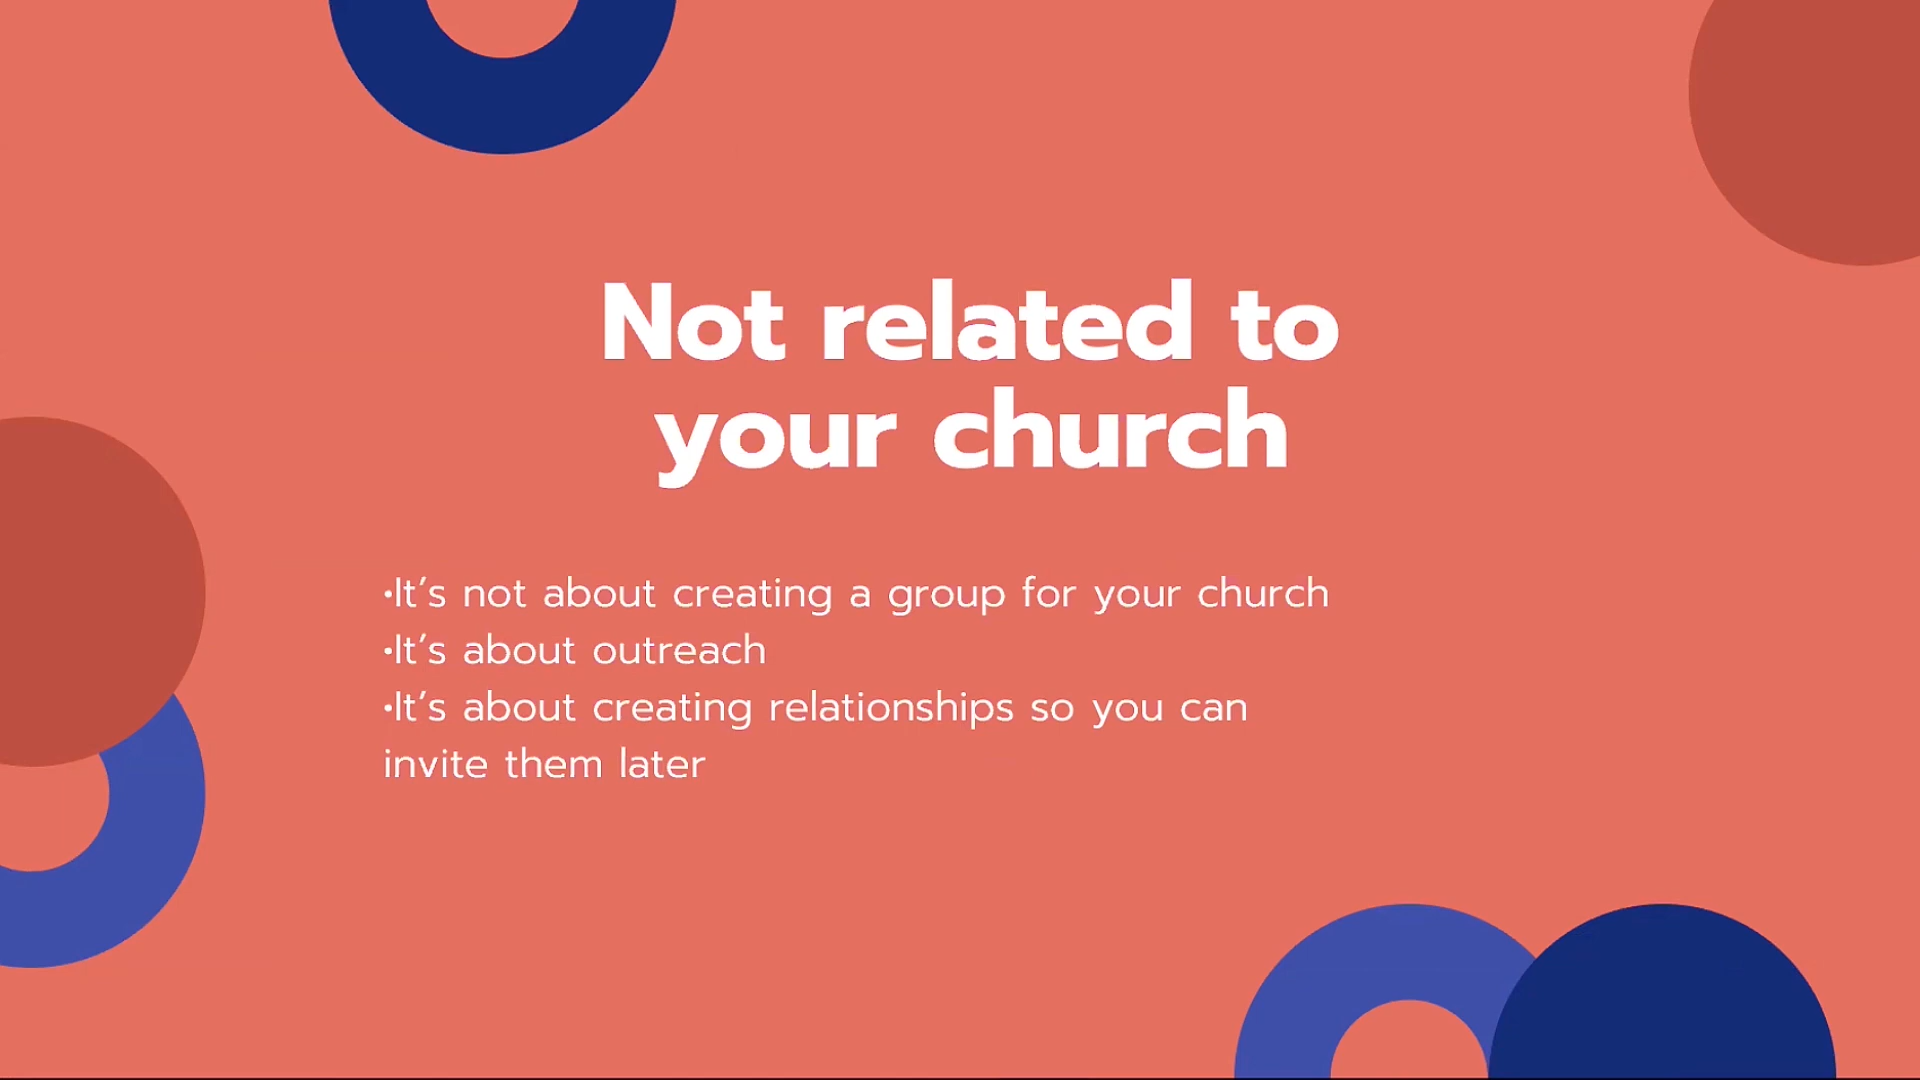 Not related to
your church
•It’s not about creating a group for your church
•It’s about outreach
•It’s about creating relationships so you can
invite them later